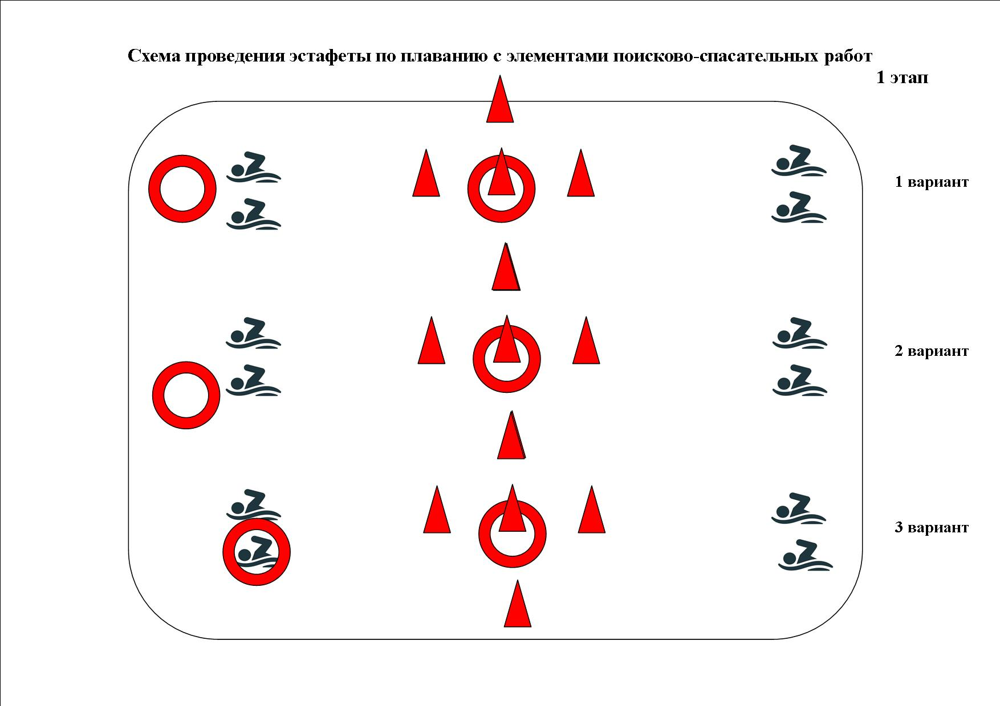 Схема проведения эстафеты по плаванию с элементами поисково-спасательных работ
1 этап
1 вариант
2 вариант
3 вариант